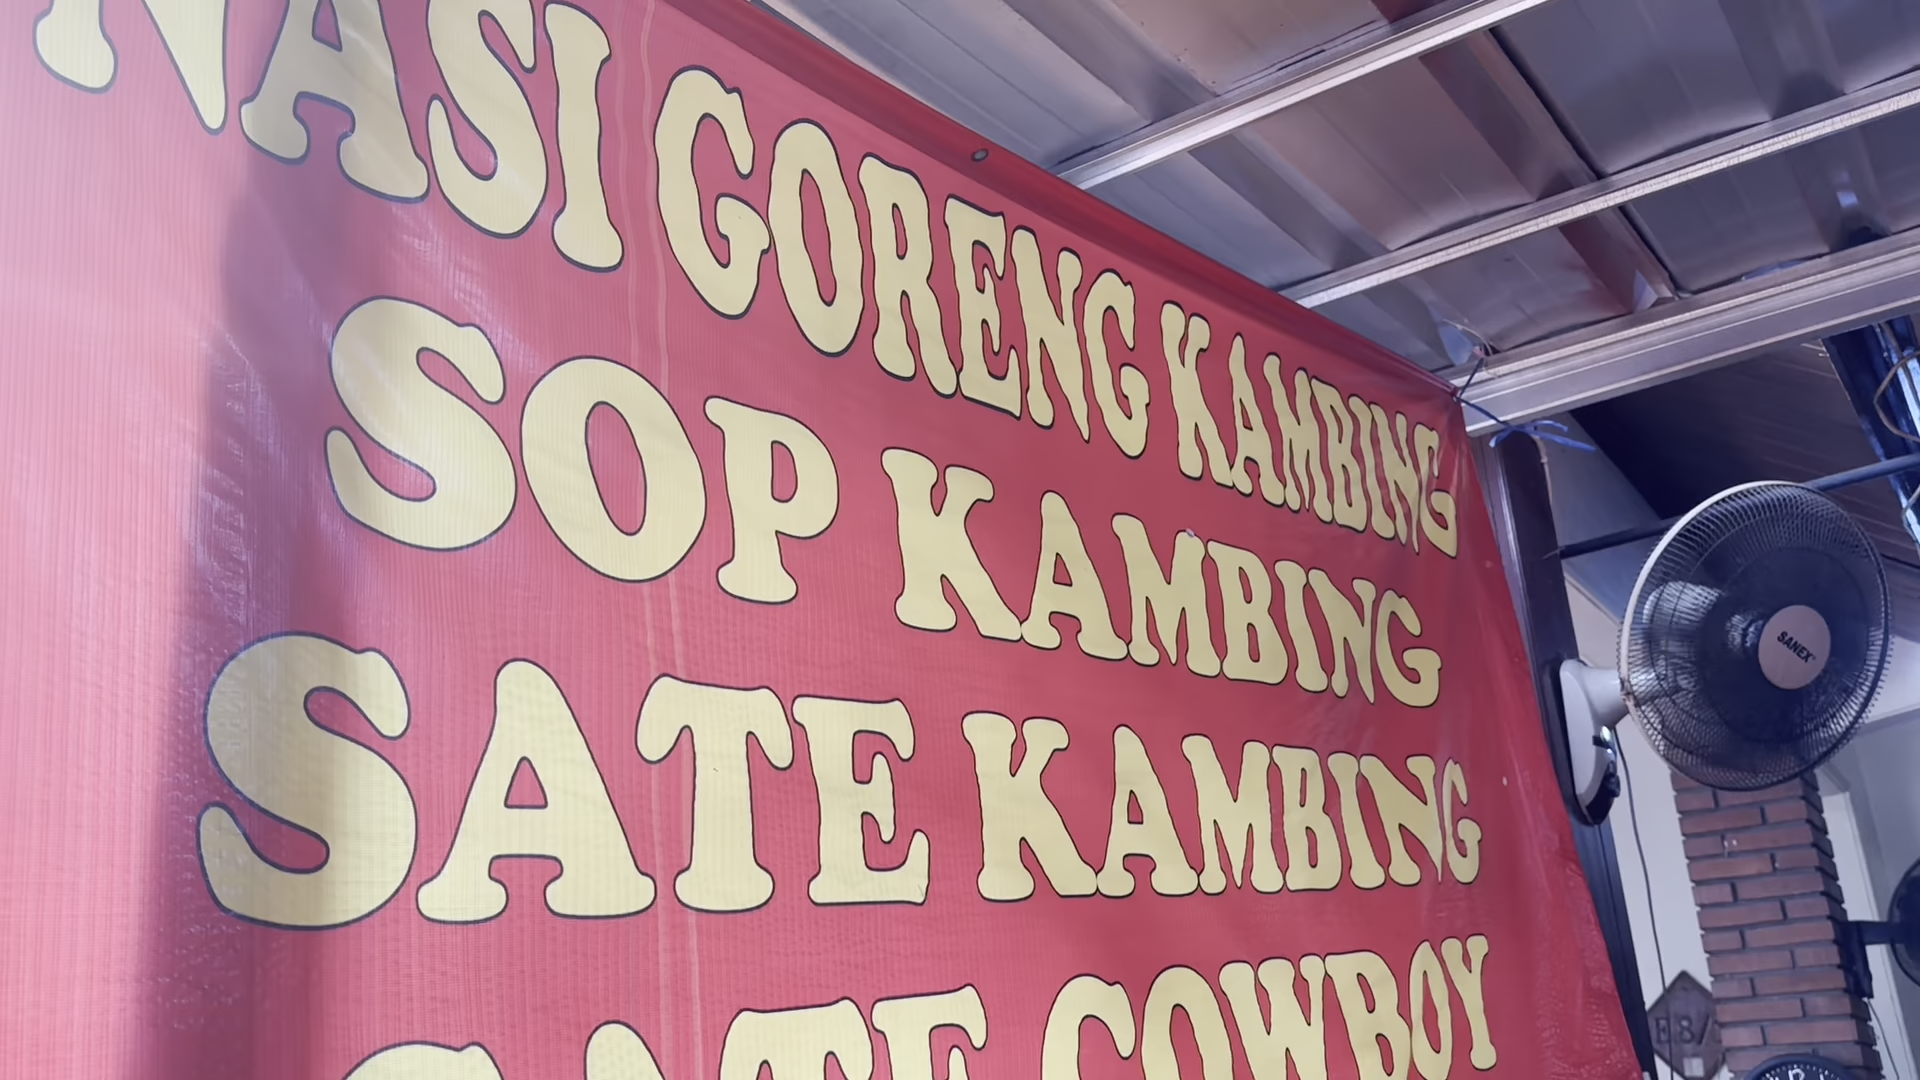 NASI GORENG KAMBING
SOP KAMBING
SATE KAMBING
SATE COWBOY
SANEX